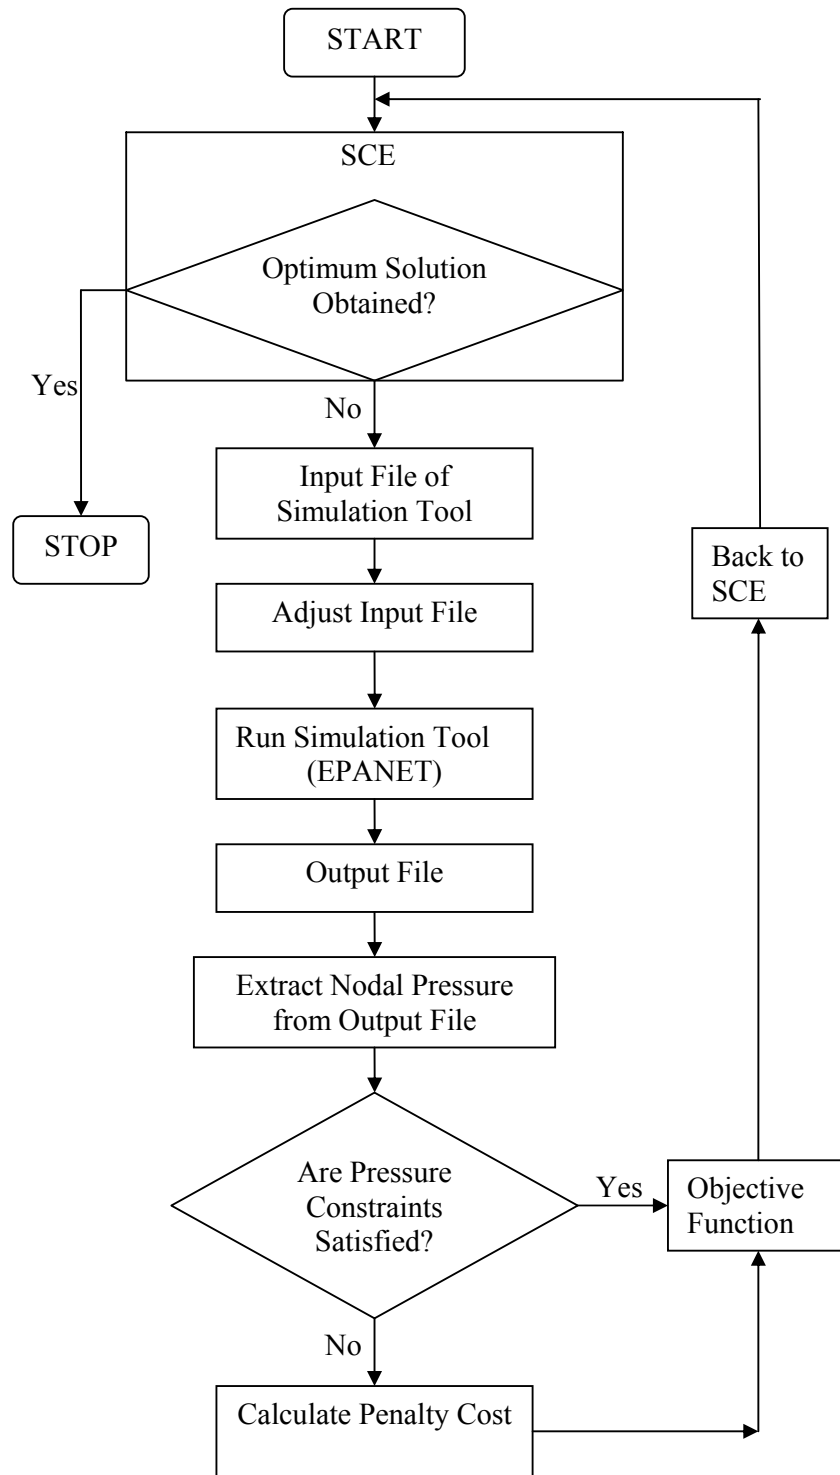 START
SCE
Optimum Solution
Obtained?
Yes
No
Input File of
Simulation Tool
STOP
Back to
SCE
Adjust Input File
Run Simulation Tool
(EPANET)
Output File
Extract Nodal Pressure
from Output File
Are Pressure
Constraints
Satisfied?
Yes
Objective
Function
No
Calculate Penalty Cost